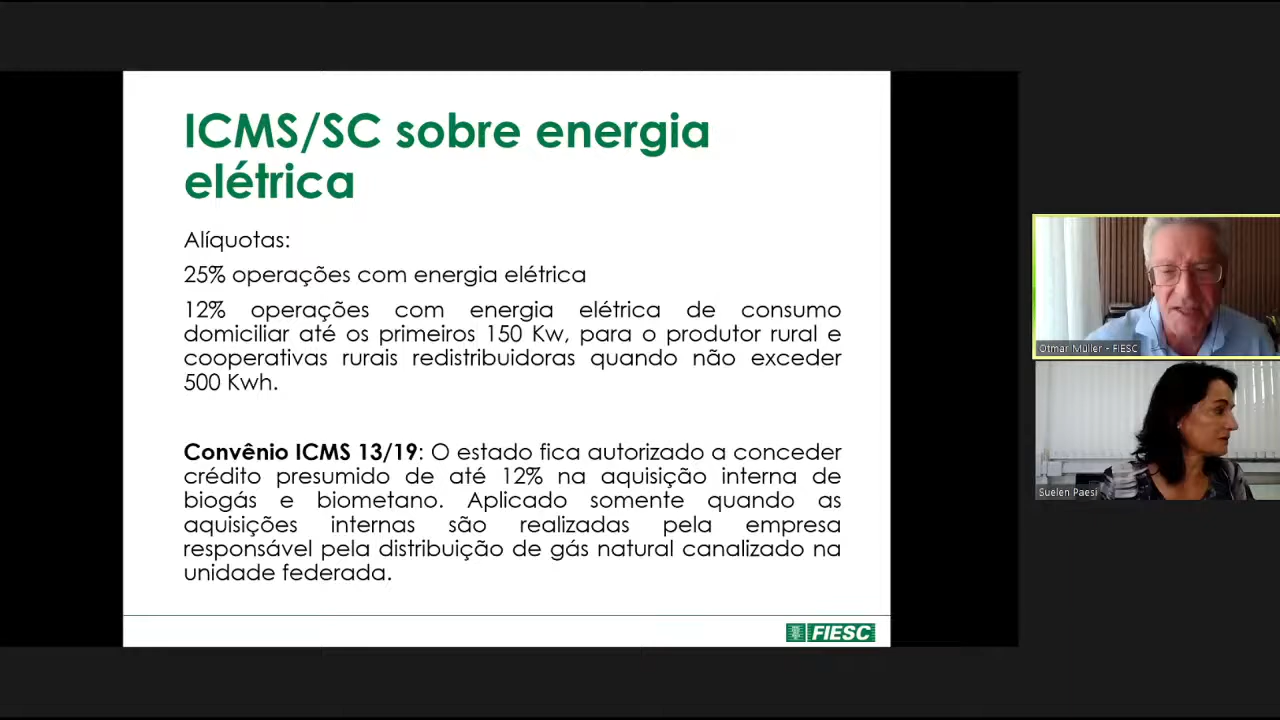 ICMS/SC sobre energia
elétrica
Alíquotas:
25% operações com energia elétrica
12% operações com energia elétrica de consumo
domiciliar até os primeiros 150 Kw, para o produtor rural e
cooperativas rurais redistribuidoras quando não exceder
500 Kwh.
Convênio ICMS 13/19: O estado fica autorizado a conceder
crédito presumido de até 12% na aquisição interna de
biogás e biometano. Aplicado somente quando as
aquisições internas são realizadas pela empresa
responsável pela distribuição de gás natural canalizado na
unidade federada.
FIESC
Otmar Müller - FIESC
Suelen Paesi